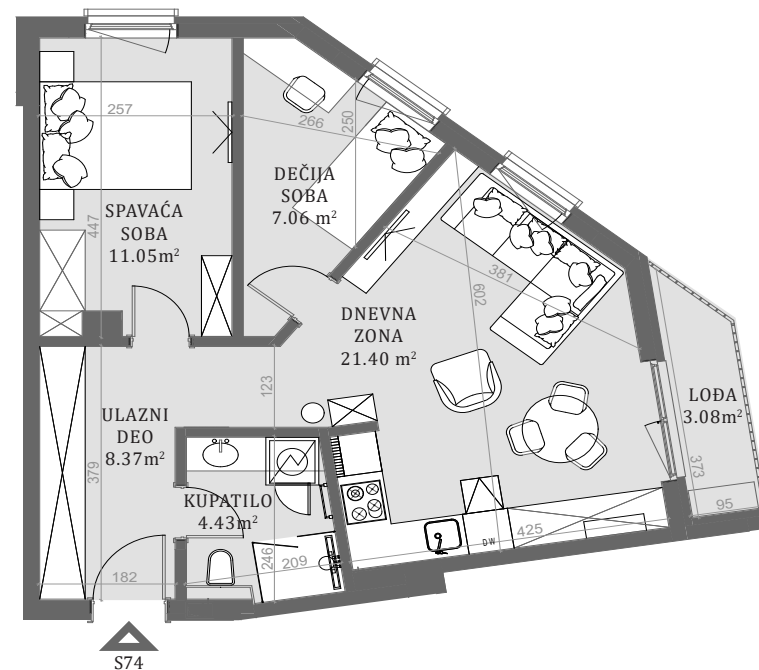 257
266
250
DEČIJA
SOBA
7.06 m²
SPAVAĆA
SOBA
11.05m²
447
381
602
DNEVNA
ZONA
21.40 m²
123
LOĐA
3.08m²
ULAZNI
DEO
8.37m²
379
373
KUPATILO
4.43m²
95
425
DW
246
209
182
S74